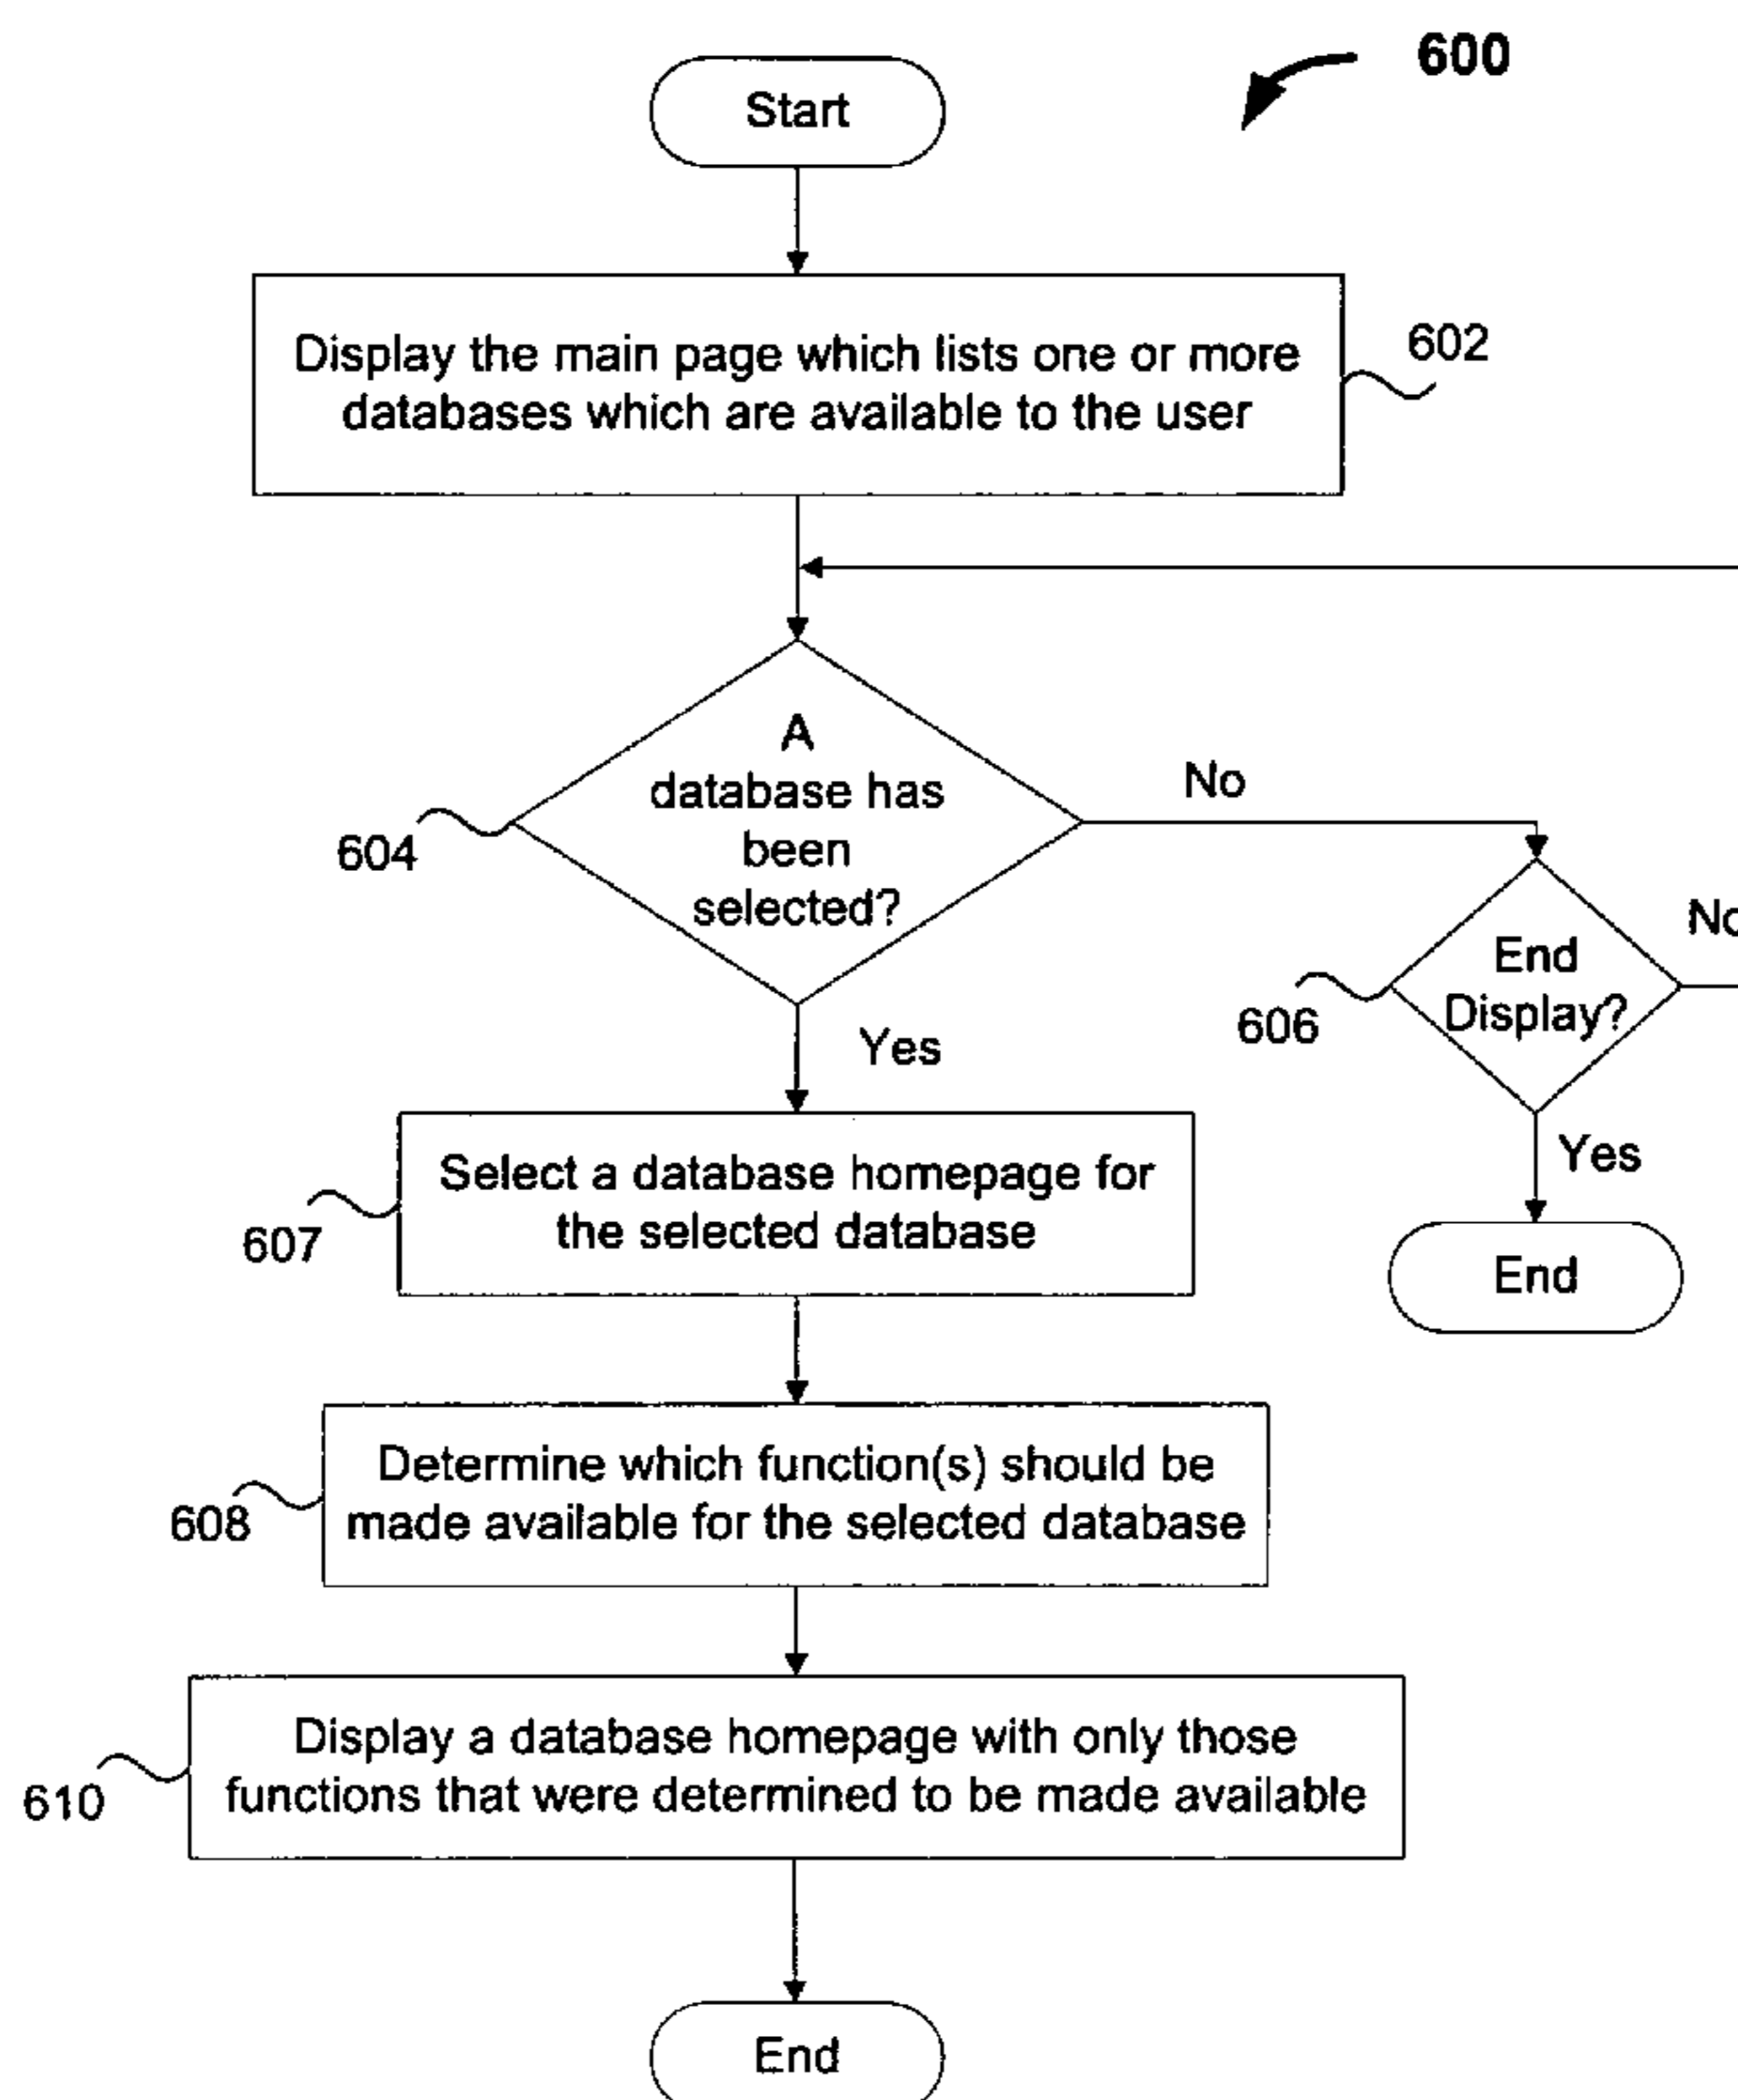 600
Start
Display the main page which lists one or more
databases which are available to the user
602
A
database has
been
selected?
604
No
End
Display?
606
No
Yes
Yes
End
Select a database homepage for
the selected database
607
Determine which function(s) should be
made available for the selected database
608
Display a database homepage with only those
functions that were determined to be made available
610
End